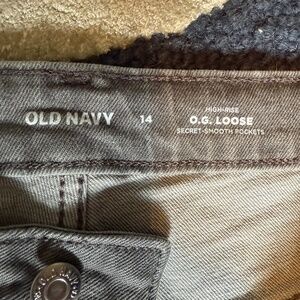 OLD NAVY
14
HIGH-RISE
O.G. LOOSE
SECRET-SMOOTH POCKETS